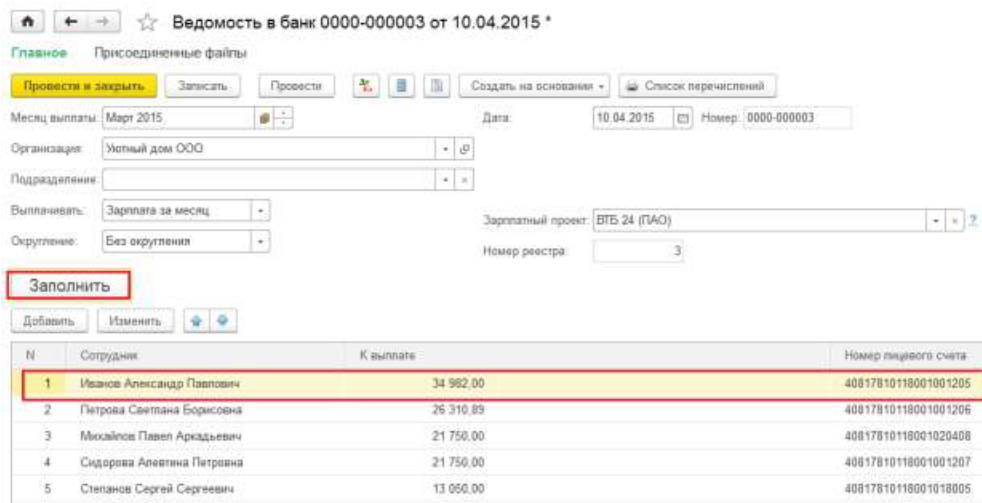 Ведомость в банк 0000-000003 от 10.04.2015 *
Главное Присоединенные файлы
Провести и закрыть Записать Провести Создать на основании Список перечислений
Месяц выплаты: Март 2015 Дата: 10.04.2015 Номер: 0000-000003
Организация: Уютный дом ООО
Подразделение:
Выплачивать: Зарплата за месяц Зарплатный проект: ВТБ 24 (ПАО) ?
Округление: Без округления Номер реестра: 3
Заполнить
Добавить Изменить
N Сотрудник К выплате Номер лицевого счета
1 Иванов Александр Павлович 34 982,00 40817810118001001205
2 Петрова Светлана Борисовна 26 310,89 40817810118001001206
3 Михайлов Павел Аркадьевич 21 750,00 40817810118001020408
4 Сидорова Алевтина Петровна 21 750,00 40817810118001001207
5 Степанов Сергей Сергеевич 13 050,00 40817810118001018005